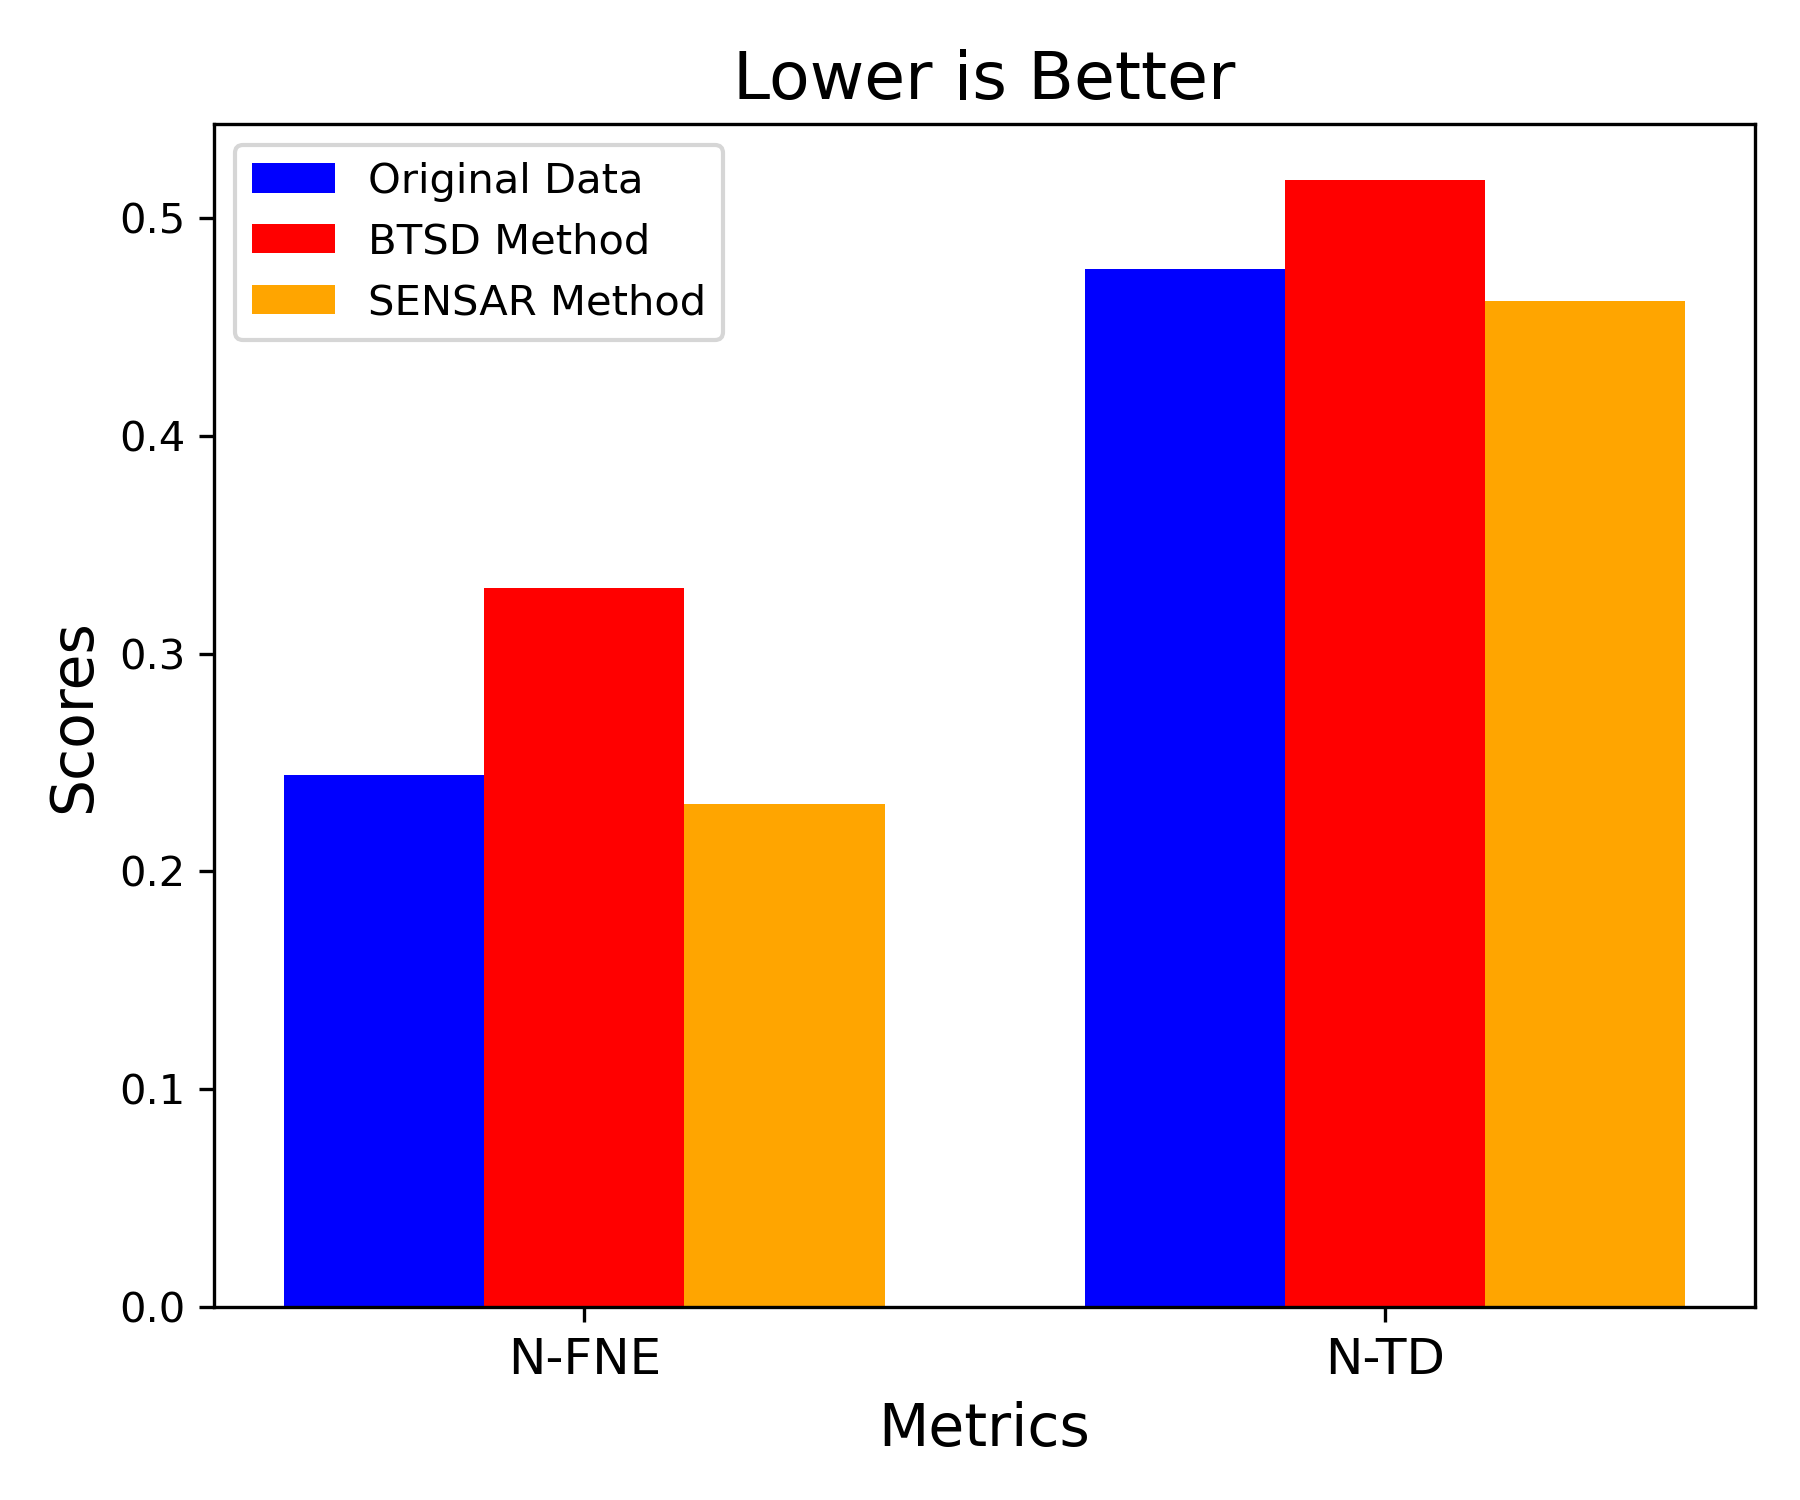 Lower is Better
Original Data
BTSD Method
SENSAR Method
0.5
0.4
0.3
0.2
0.1
0.0
Scores
N-FNE
N-TD
Metrics